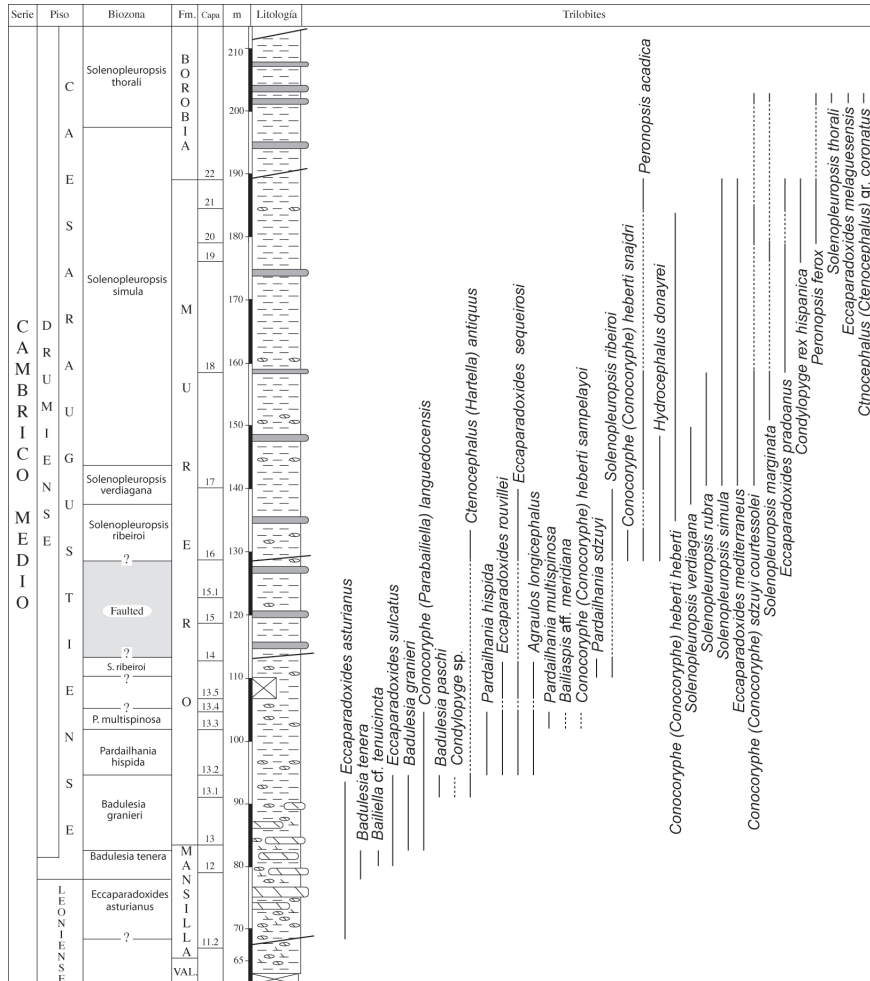 Serie Piso Biozona Fm. Capa m Litología Trilobites
CAMBRICO MEDIO
DRUMIENSE
CAESARAUGUSTIENSE
LEONIENSE
Solenopleuropsis
thorali
Solenopleuropsis
simula
Solenopleuropsis
verdiagana
Solenopleuropsis
ribeiroi
?
Faulted
?
S. ribeiroi
?
?
P. multispinosa
Pardailhania
hispida
Badulesia
granieri
Badulesia tenera
Eccaparadoxides
asturianus
?
BOROBIA
MURERO
MANSILLA
VAL.
22
21
20
19
18
17
16
15.1
15
14
13.5
13.4
13.3
13.2
13.1
13
12
11.2
210
200
190
180
170
160
150
140
130
120
110
100
90
80
70
65
Eccaparadoxides asturianus
Badulesia tenera
Bailiella cf. tenuicincta
Eccaparadoxides sulcatus
Badulesia granieri
Conocoryphe (Parabailiella) languedocensis
Badulesia paschi
Condylopyge sp.
Ctenocephalus (Hartella) antiquus
Pardailhania hispida
Eccaparadoxides rouvillei
Eccaparadoxides sequeirosi
Agraulos longicephalus
Pardailhania multispinosa
Bailiaspis aff. meridiana
Conocoryphe (Conocoryphe) heberti sampelayoi
Pardailhania sdzuyi
Solenopleuropsis ribeiroi
Conocoryphe (Conocoryphe) heberti snajdri
Peronopsis acadica
Hydrocephalus donayrei
Conocoryphe (Conocoryphe) heberti heberti
Solenopleuropsis verdiagana
Solenopleuropsis rubra
Solenopleuropsis simula
Eccaparadoxides mediterraneus
Conocoryphe (Conocoryphe) sdzuyi courtessolei
Solenopleuropsis marginata
Eccaparadoxides pradoanus
Condylopyge rex hispanica
Peronopsis ferox
Solenopleuropsis thorali
Eccaparadoxides melaguesensis
Ctnocephalus (Ctenocephalus) gr. coronatus